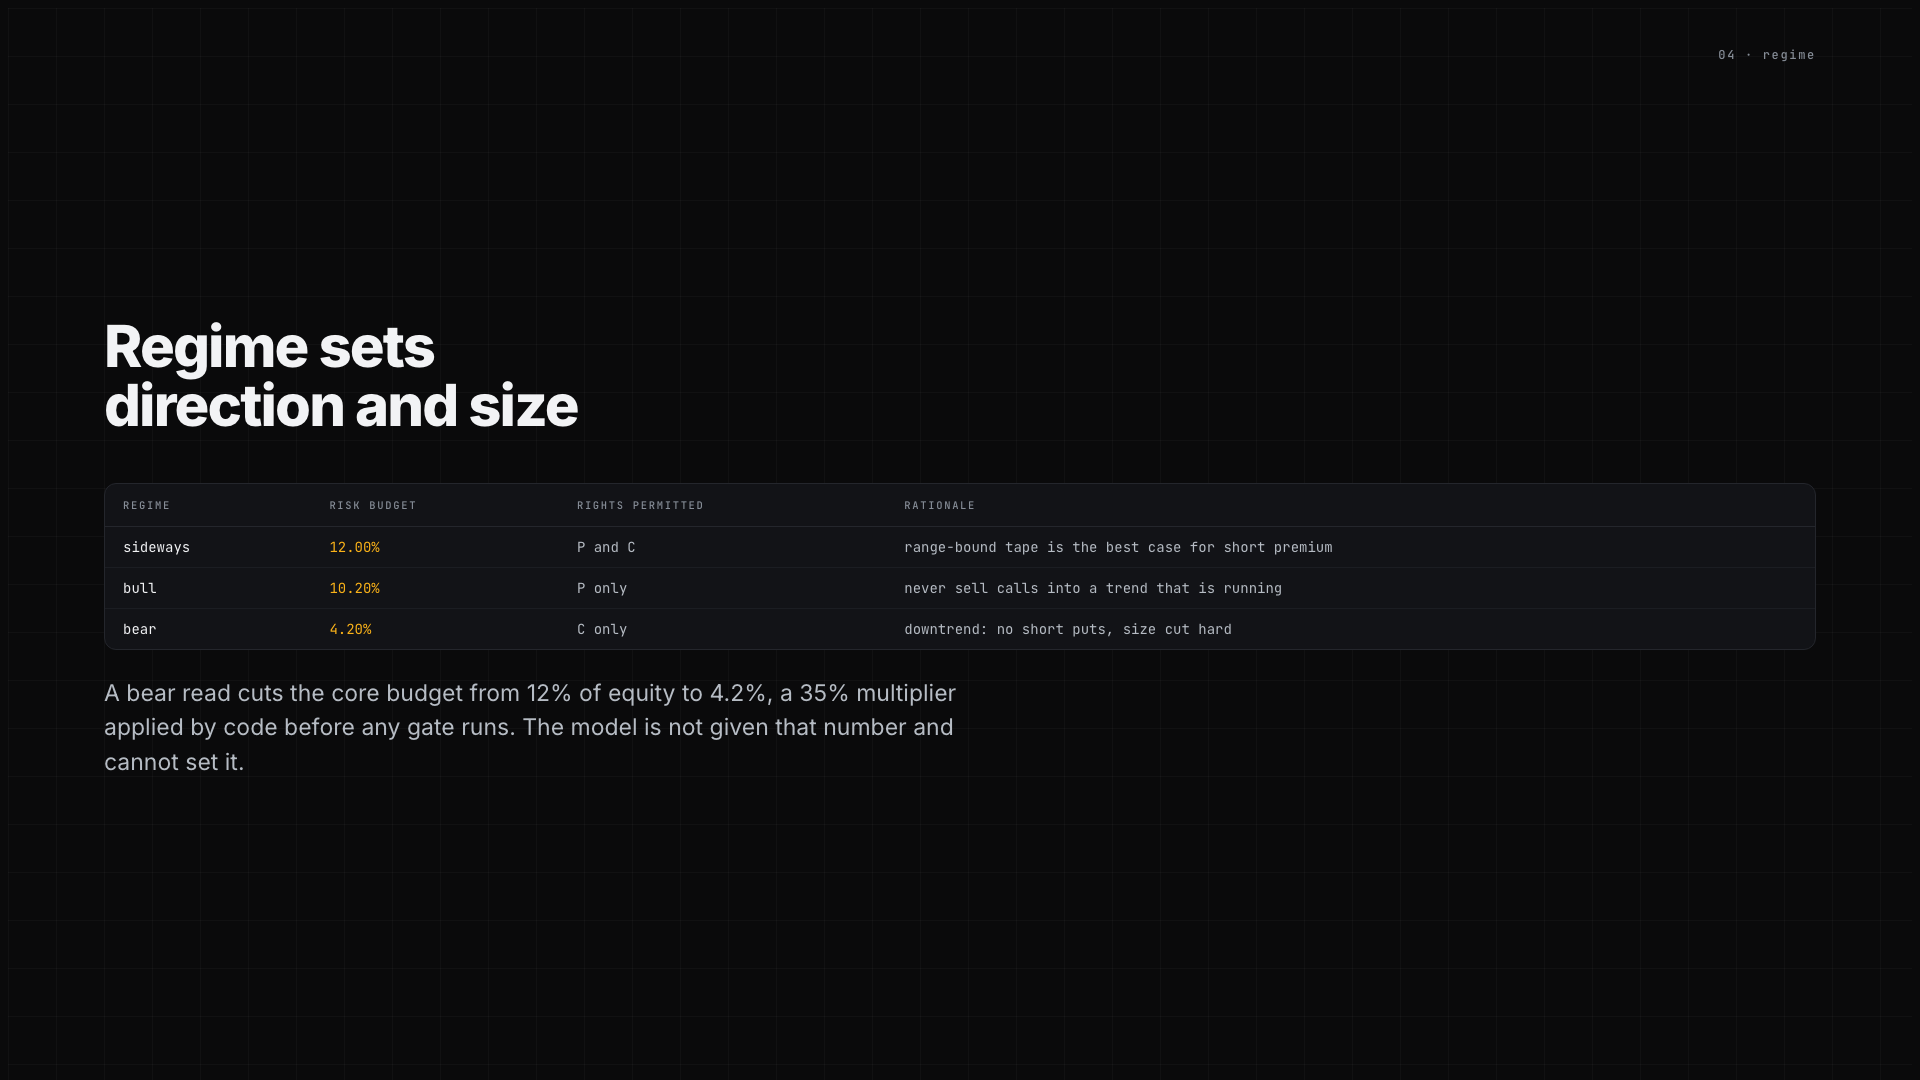 04 · regime
Regime sets
direction and size
REGIME RISK BUDGET RIGHTS PERMITTED RATIONALE
sideways 12.00% P and C range-bound tape is the best case for short premium
bull 10.20% P only never sell calls into a trend that is running
bear 4.20% C only downtrend: no short puts, size cut hard
A bear read cuts the core budget from 12% of equity to 4.2%, a 35% multiplier
applied by code before any gate runs. The model is not given that number and
cannot set it.